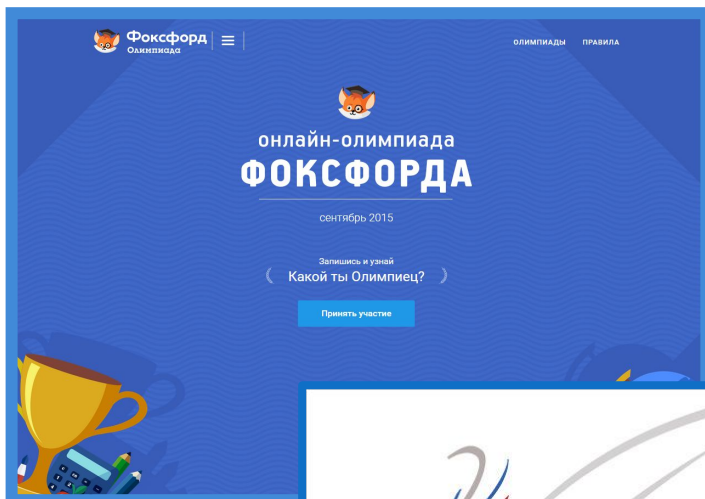 Фоксфорд
Олимпиада
ОЛИМПИАДЫ ПРАВИЛА
онлайн-олимпиада
ФОКСФОРДА
сентябрь 2015
Запишись и узнай
Какой ты Олимпиец?
Принять участие